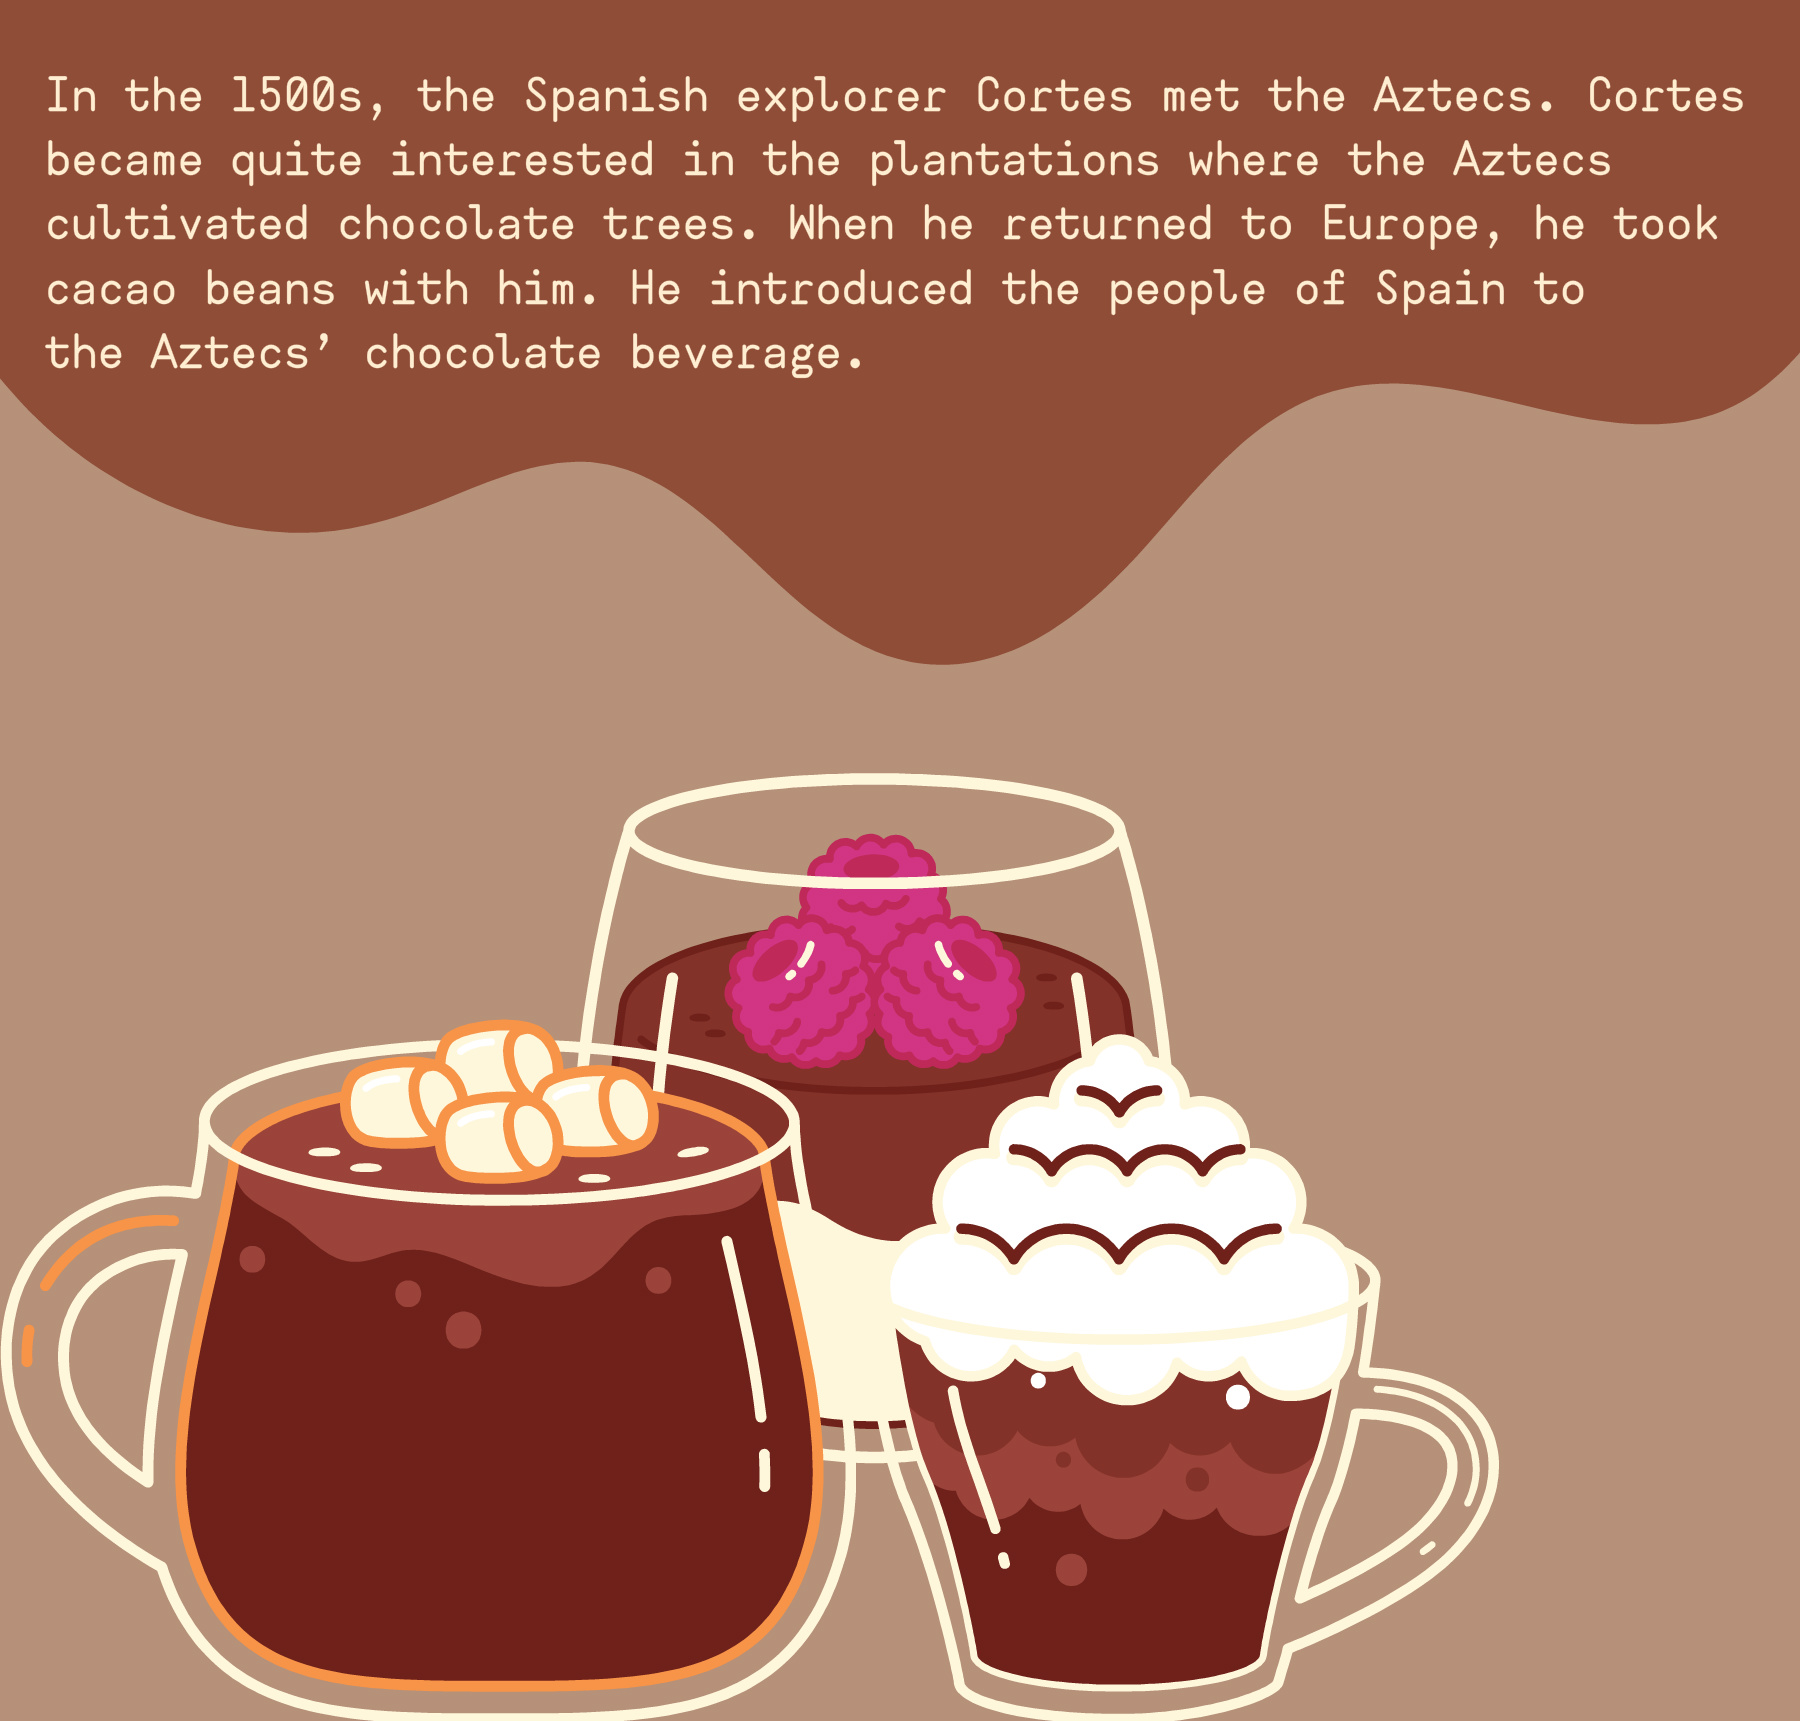 In the 1500s, the Spanish explorer Cortes met the Aztecs. Cortes
became quite interested in the plantations where the Aztecs
cultivated chocolate trees. When he returned to Europe, he took
cacao beans with him. He introduced the people of Spain to
the Aztecs’ chocolate beverage.